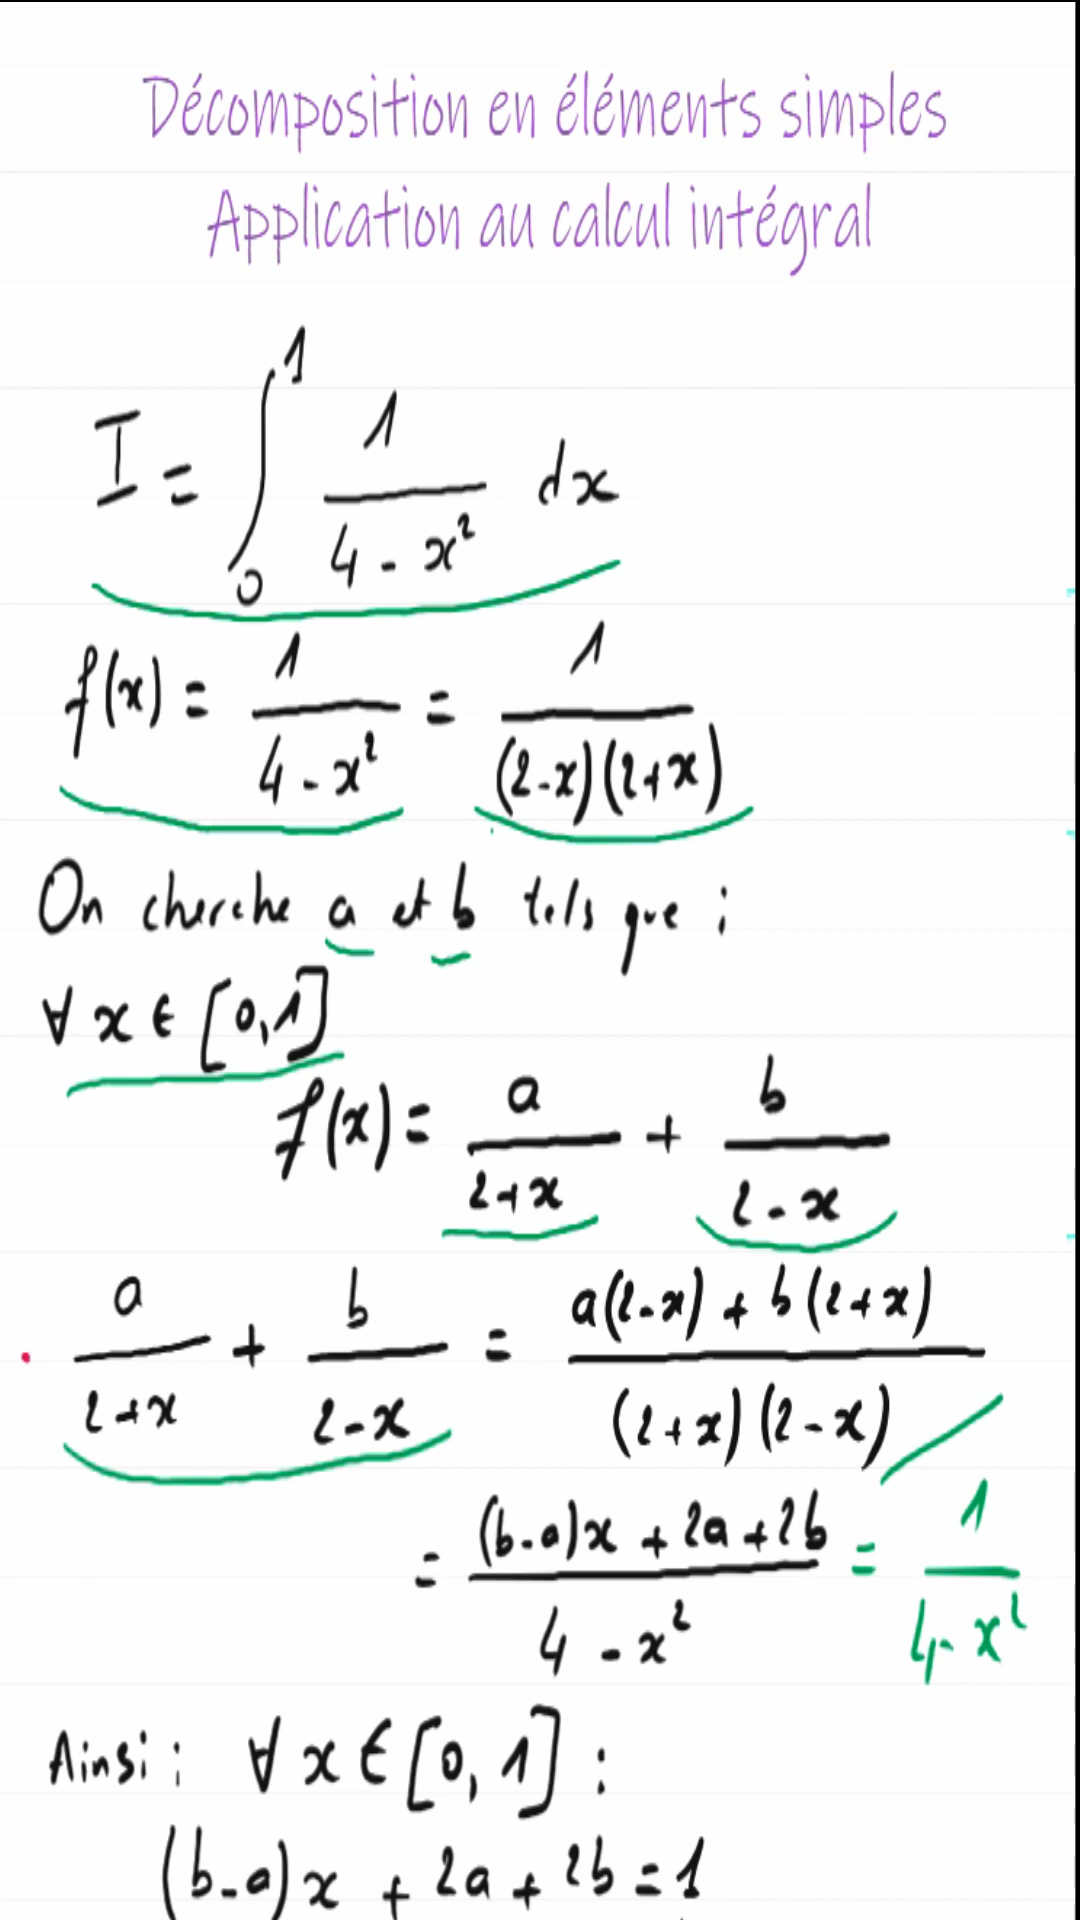 Décomposition en éléments simples
Application au calcul intégral
I = ∫₀¹ 1/(4 - x²) dx
f(x) = 1/(4 - x²) = 1/((2-x)(2+x))
On cherche a et b tels que :
∀ x ∈ [0,1]
f(x) = a/(2+x) + b/(2-x)
. a/(2+x) + b/(2-x) = (a(2-x) + b(2+x))/((2+x)(2-x))
= ((b-a)x + 2a + 2b)/(4 - x²) = 1/(4-x²)
Ainsi : ∀ x ∈ [0, 1] :
(b-a)x + 2a + 2b = 1